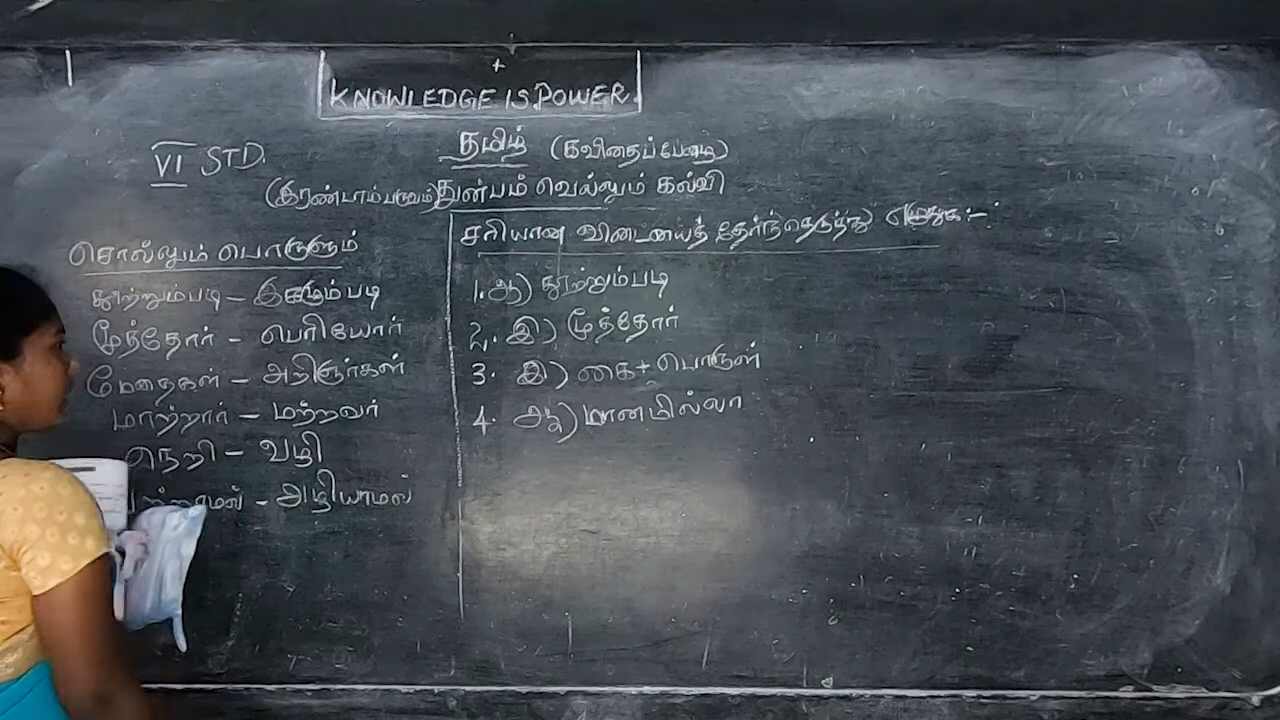 KNOWLEDGE IS POWER.
VI STD.
தமிழ் (கவிதைப்பேழை)
(இரண்டாம்பருவம்) துன்பம் வெல்லும் கல்வி
சொல்லும் பொருளும்
தூற்றும்படி - இகழும்படி
மூத்தோர் - பெரியோர்
மேதைகள் - அறிஞர்கள்
மாற்றார் - மற்றவர்
நெறி - வழி
- அழியாமல்
சரியான விடையைத் தேர்ந்தெடுத்து எழுதுக:-
1. ஆ) தூற்றும்படி
2. இ) மூத்தோர்
3. இ) கை + பொருள்
4. ஆ) மானமில்லா